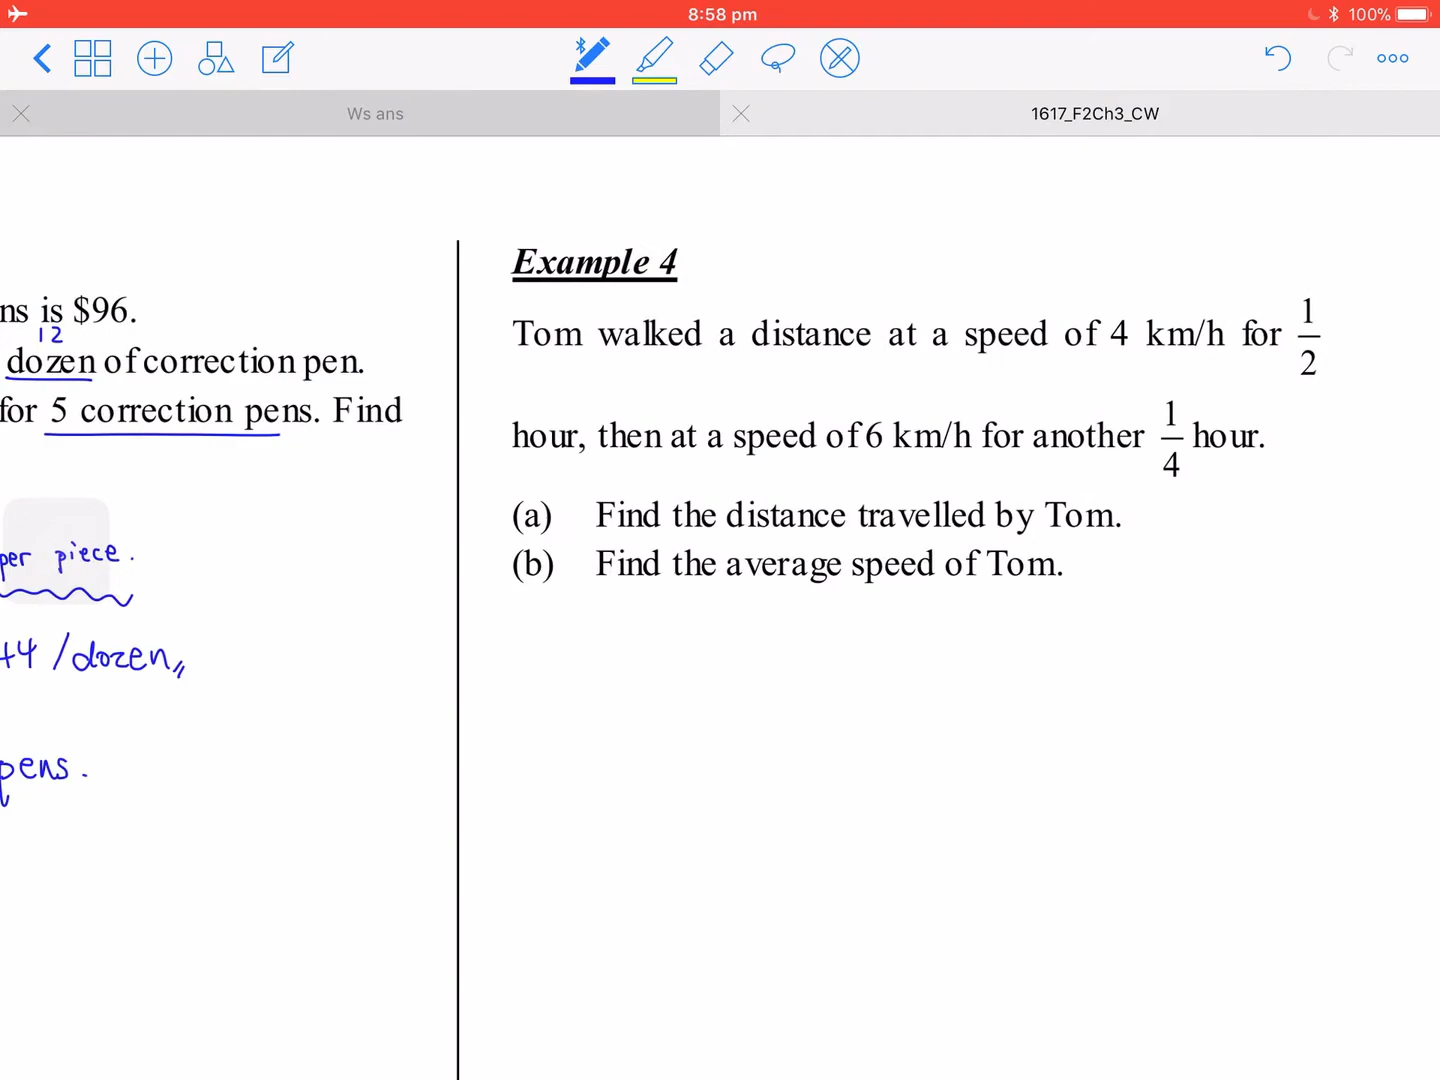 8:58 pm
100%
Ws ans
1617_F2Ch3_CW
ns is $96.
12
dozen of correction pen.
for 5 correction pens. Find
per piece.
44 /dozen,,
pens.
Example 4
Tom walked a distance at a speed of 4 km/h for 1/2
hour, then at a speed of 6 km/h for another 1/4 hour.
(a) Find the distance travelled by Tom.
(b) Find the average speed of Tom.